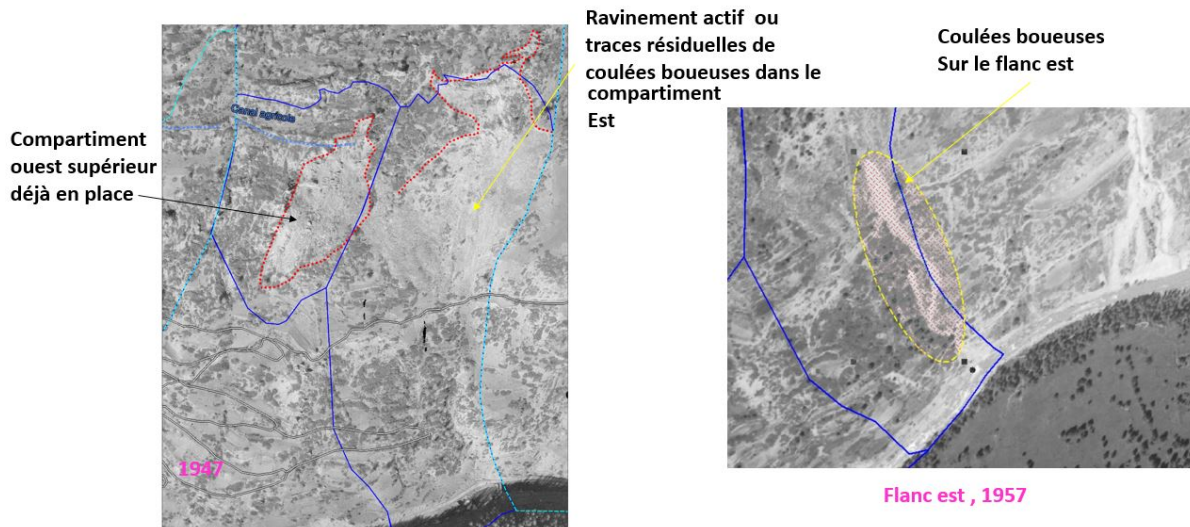 Ravinement actif ou
traces résiduelles de
coulées boueuses dans le
compartiment
Est
Coulées boueuses
Sur le flanc est
Compartiment
ouest supérieur
déjà en place
Canal agricole
1947
Flanc est , 1957